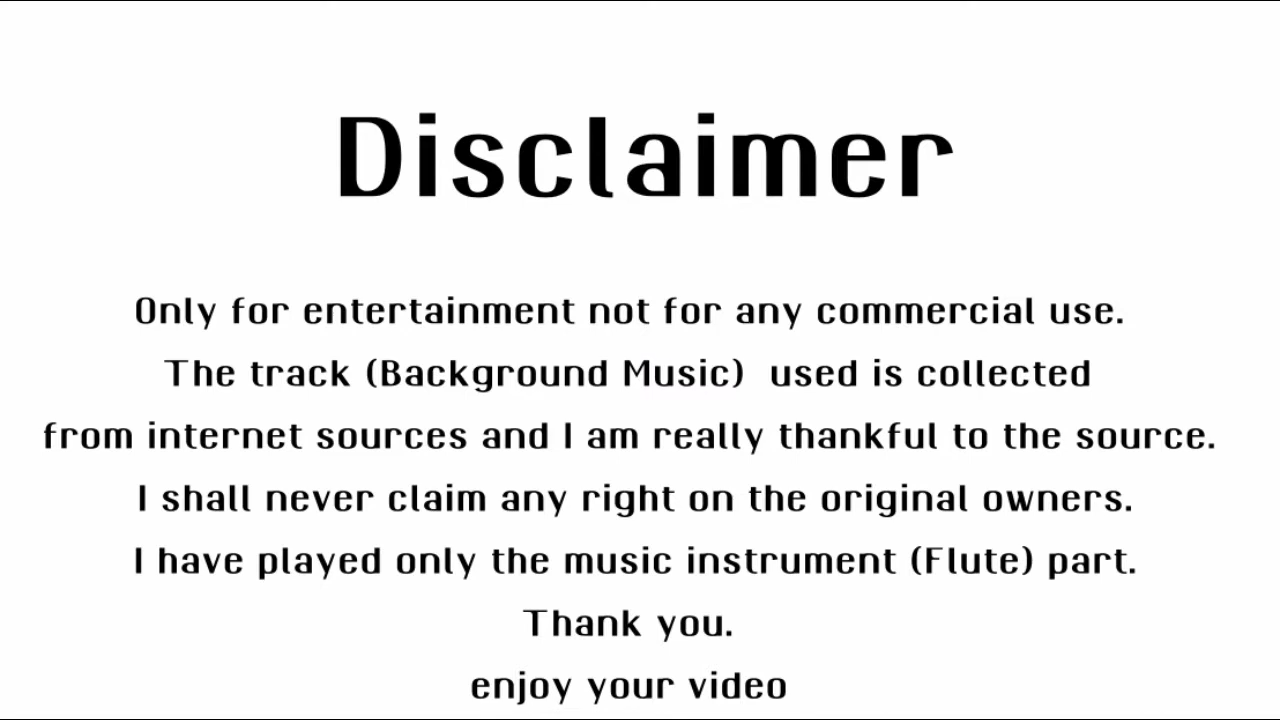 Disclaimer
Only for entertainment not for any commercial use.
The track (Background Music)  used is collected
from internet sources and I am really thankful to the source.
I shall never claim any right on the original owners.
I have played only the music instrument (Flute) part.
Thank you.
enjoy your video